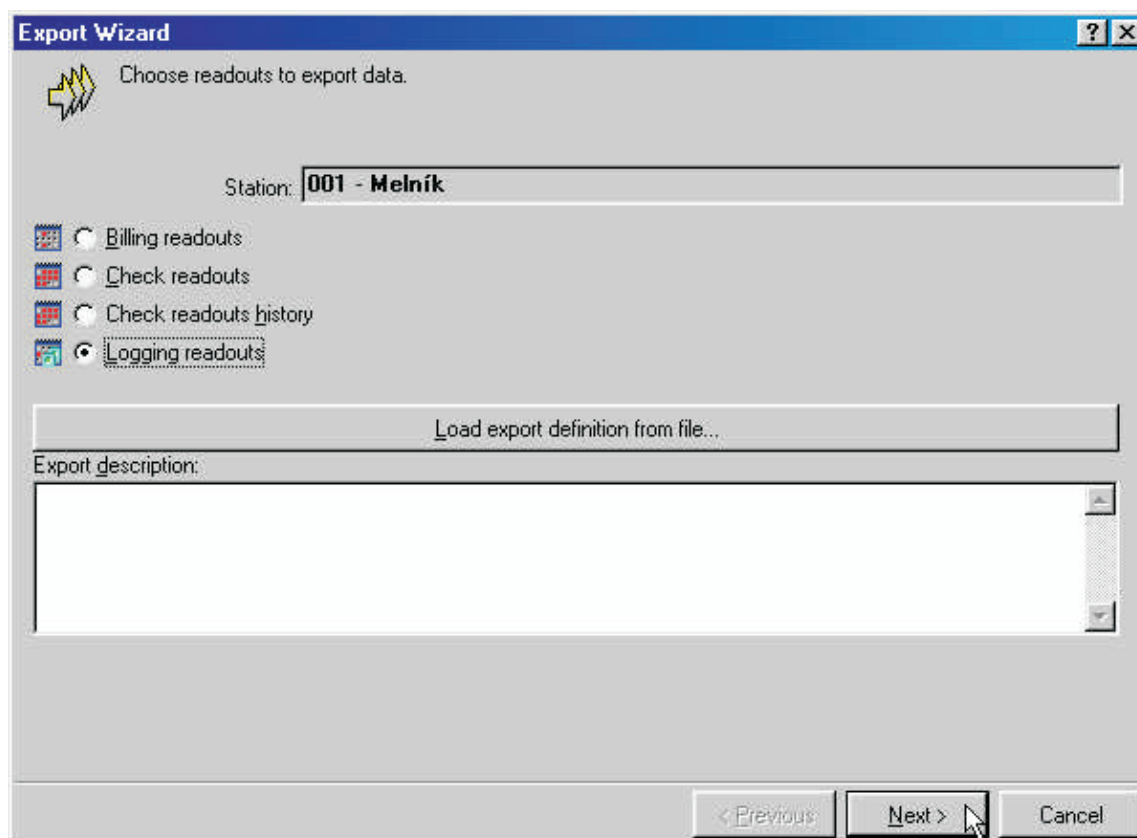 Export Wizard
Choose readouts to export data.
Station: 001 - Melník
Billing readouts
Check readouts
Check readouts history
Logging readouts
Load export definition from file...
Export description:
< Previous Next > Cancel